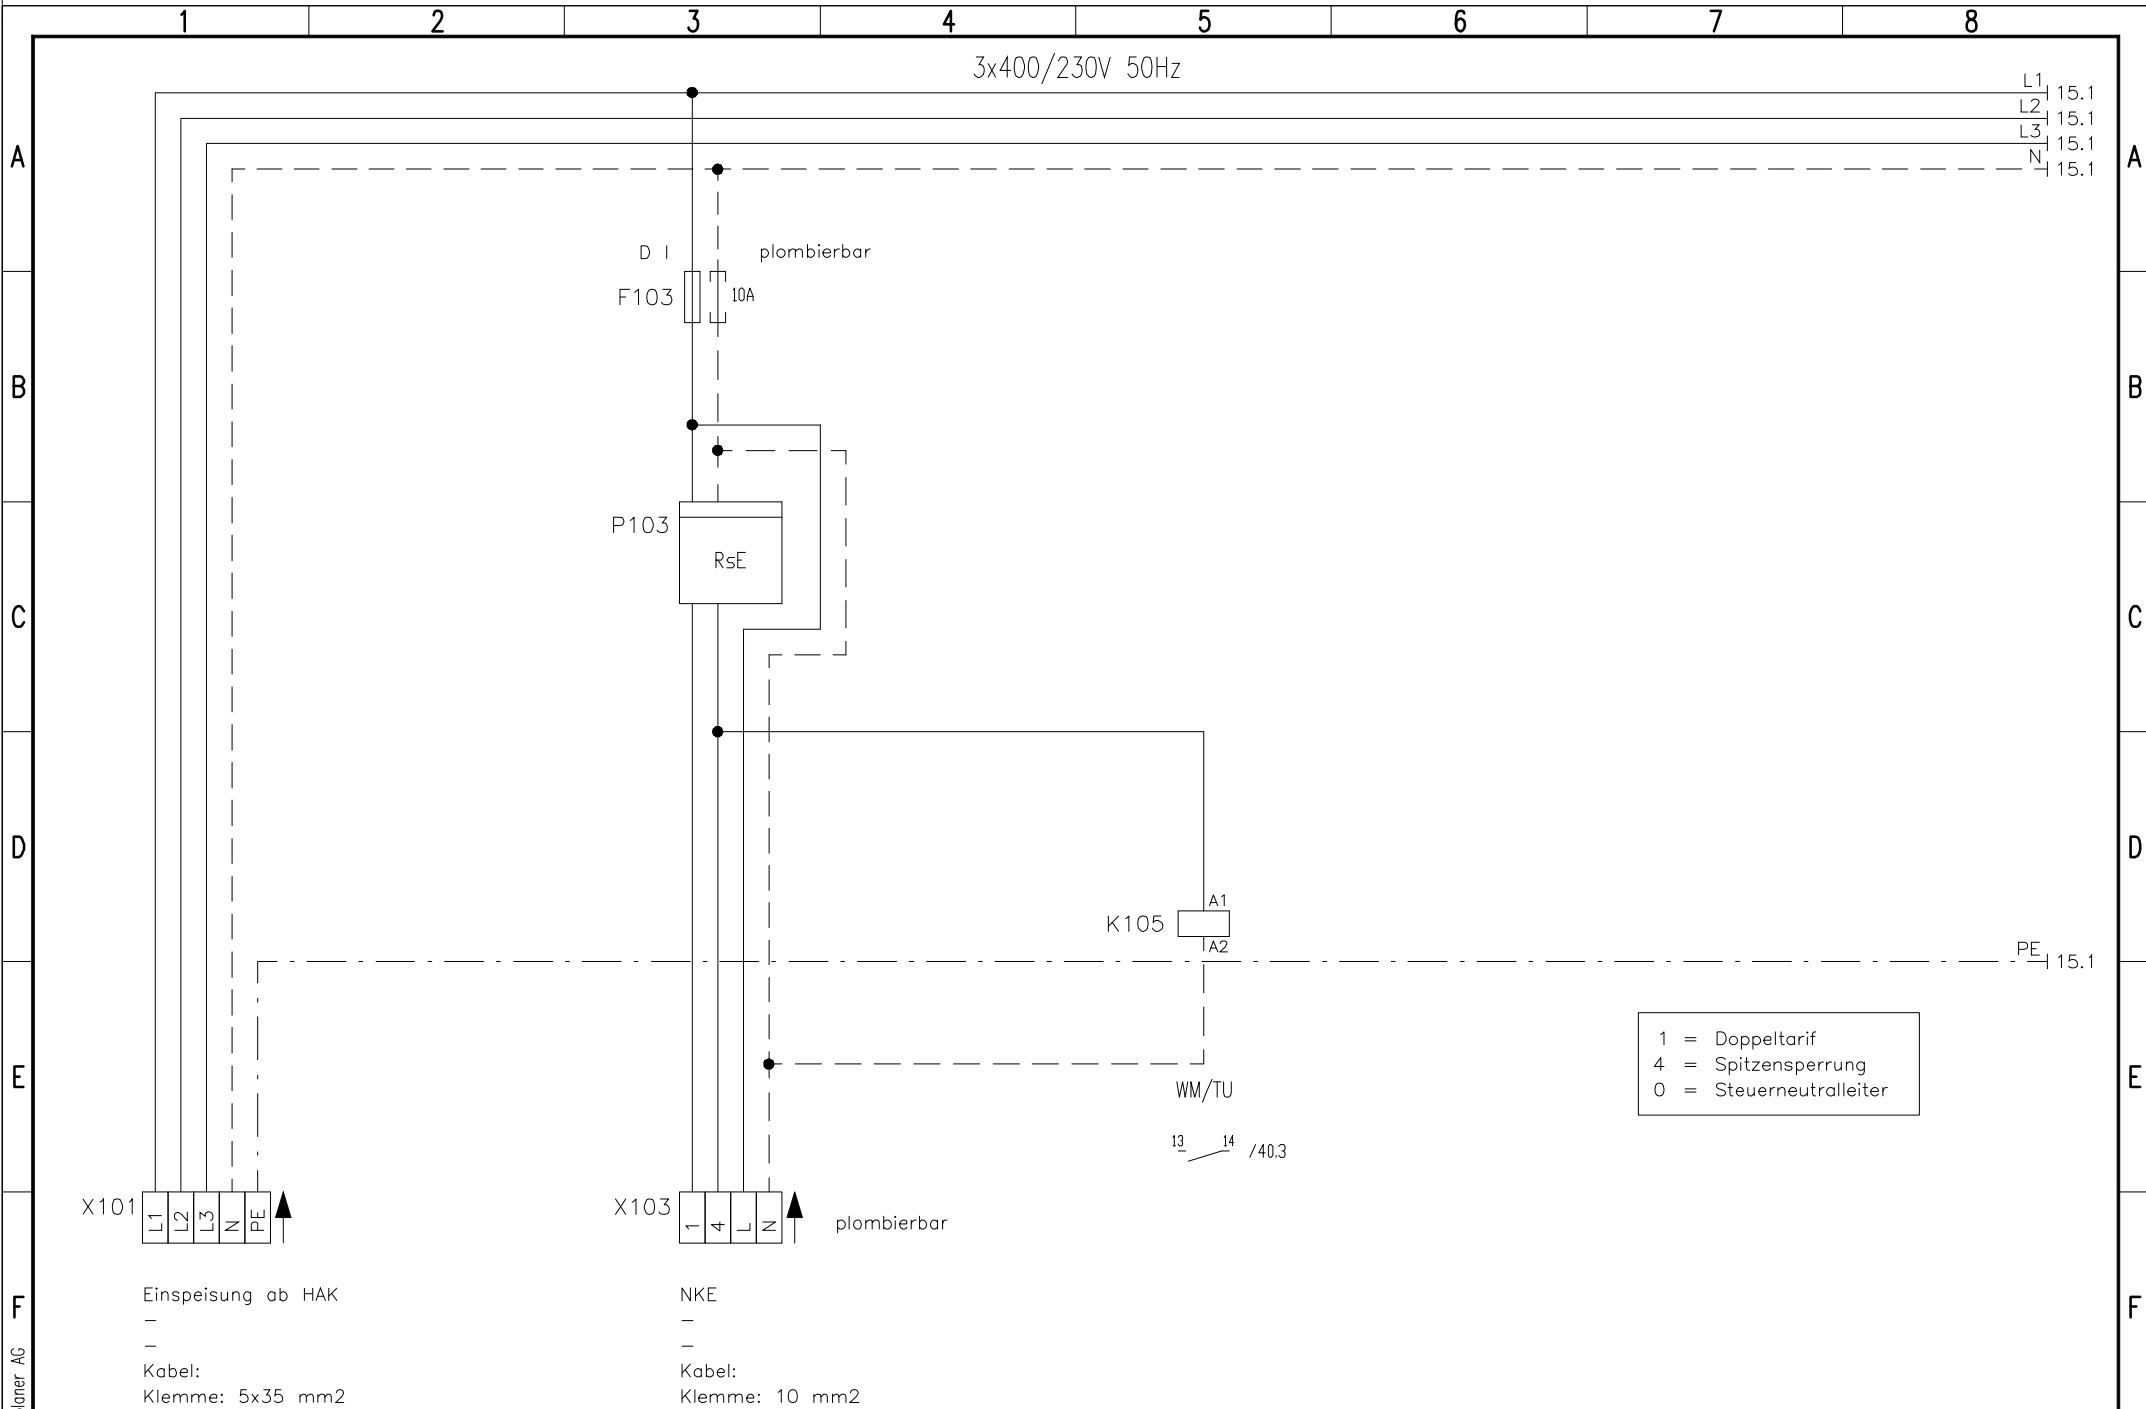 1 2 3 4 5 6 7 8
3x400/230V 50Hz
L1 15.1
L2 15.1
L3 15.1
N 15.1
A A
D I plombierbar
F103 10A
B B
P103
RsE
C C
D D
A1
K105
A2
PE 15.1
1 = Doppeltarif
4 = Spitzensperrung
0 = Steuerneutralleiter
E E
WM/TU
13 14 /40.3
X101 L1 L2 L3 N PE
X103 1 4 L N plombierbar
Einspeisung ab HAK
–
–
Kabel:
Klemme: 5x35 mm2
NKE
–
–
Kabel:
Klemme: 10 mm2
F F
AG